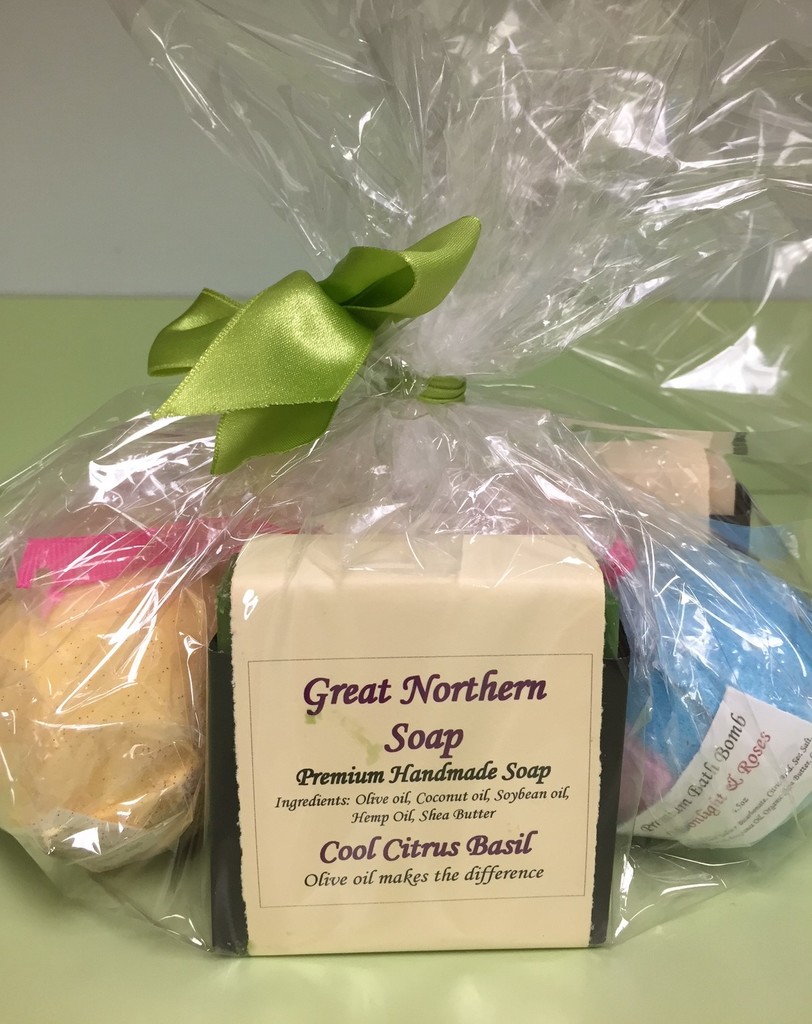 Great Northern
Soap
Premium Handmade Soap
Ingredients: Olive oil, Coconut oil, Soybean oil,
Hemp Oil, Shea Butter
Cool Citrus Basil
Olive oil makes the difference
Bath Bomb
& Roses